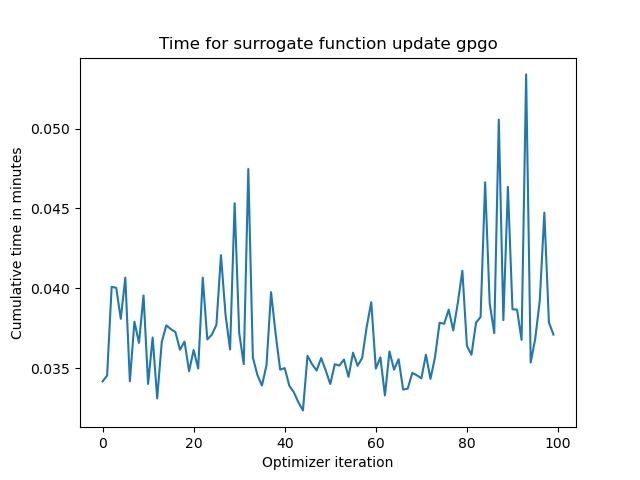 Time for surrogate function update gpgo
Cumulative time in minutes
0.050
0.045
0.040
0.035
0 20 40 60 80 100
Optimizer iteration